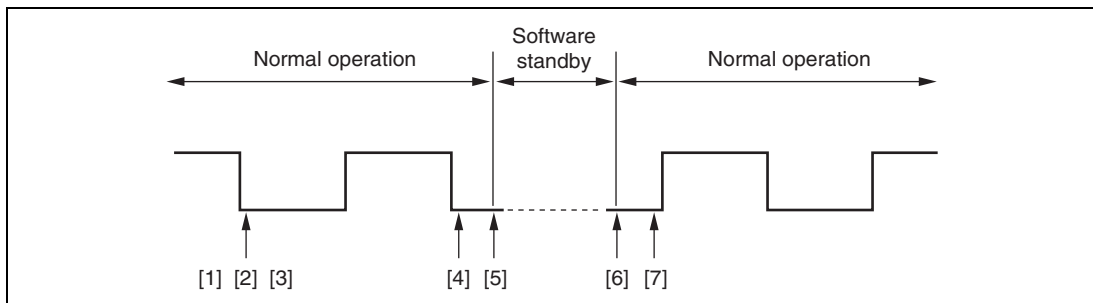 Software
standby
Normal operation
Normal operation
[1] [2] [3]
[4] [5]
[6] [7]